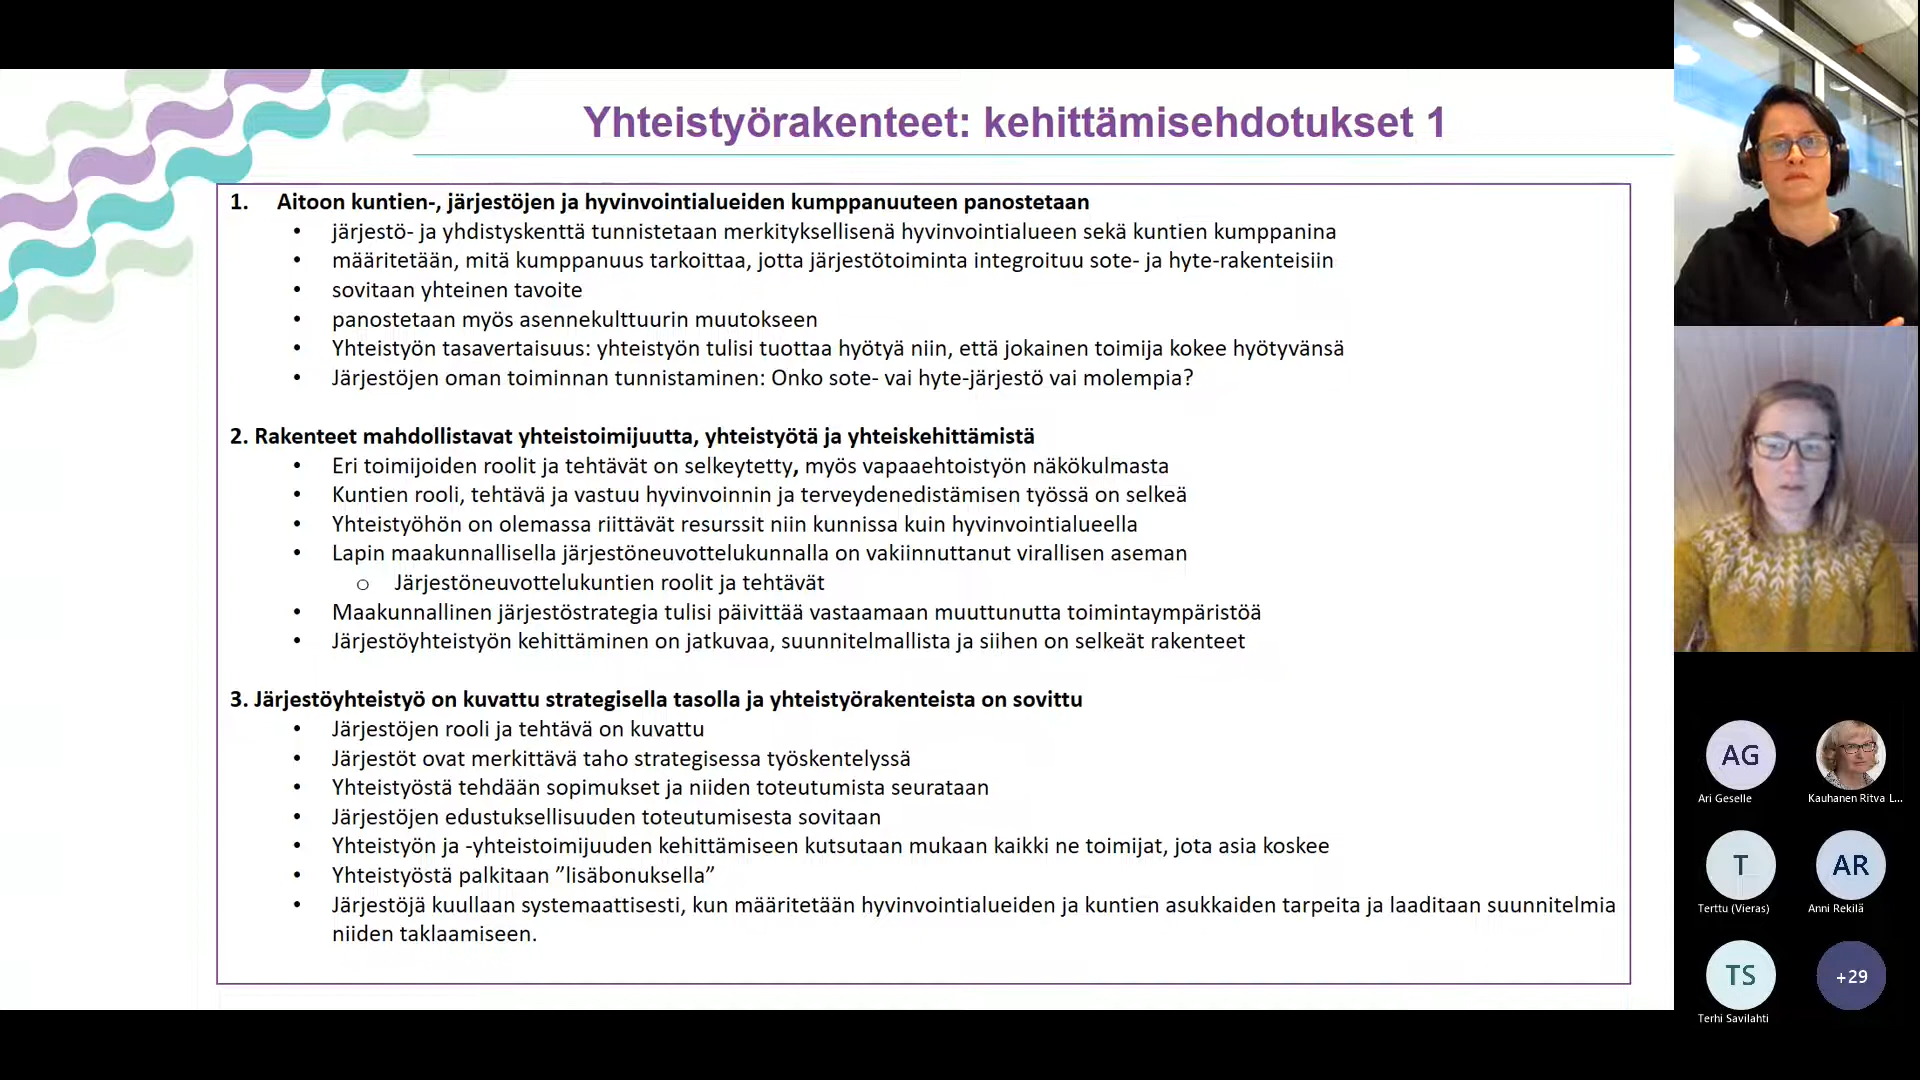 Yhteistyörakenteet: kehittämisehdotukset 1
1. Aitoon kuntien-, järjestöjen ja hyvinvointialueiden kumppanuuteen panostetaan
• järjestö- ja yhdistyskenttä tunnistetaan merkityksellisenä hyvinvointialueen sekä kuntien kumppanina
• määritetään, mitä kumppanuus tarkoittaa, jotta järjestötoiminta integroituu sote- ja hyte-rakenteisiin
• sovitaan yhteinen tavoite
• panostetaan myös asennekulttuurin muutokseen
• Yhteistyön tasavertaisuus: yhteistyön tulisi tuottaa hyötyä niin, että jokainen toimija kokee hyötyvänsä
• Järjestöjen oman toiminnan tunnistaminen: Onko sote- vai hyte-järjestö vai molempia?
2. Rakenteet mahdollistavat yhteistoimijuutta, yhteistyötä ja yhteiskehittämistä
• Eri toimijoiden roolit ja tehtävät on selkeytetty, myös vapaaehtoistyön näkökulmasta
• Kuntien rooli, tehtävä ja vastuu hyvinvoinnin ja terveydenedistämisen työssä on selkeä
• Yhteistyöhön on olemassa riittävät resurssit niin kunnissa kuin hyvinvointialueella
• Lapin maakunnallisella järjestöneuvottelukunnalla on vakiinnuttanut virallisen aseman
o Järjestöneuvottelukuntien roolit ja tehtävät
• Maakunnallinen järjestöstrategia tulisi päivittää vastaamaan muuttunutta toimintaympäristöä
• Järjestöyhteistyön kehittäminen on jatkuvaa, suunnitelmallista ja siihen on selkeät rakenteet
3. Järjestöyhteistyö on kuvattu strategisella tasolla ja yhteistyörakenteista on sovittu
• Järjestöjen rooli ja tehtävä on kuvattu
• Järjestöt ovat merkittävä taho strategisessa työskentelyssä
• Yhteistyöstä tehdään sopimukset ja niiden toteutumista seurataan
• Järjestöjen edustuksellisuuden toteutumisesta sovitaan
• Yhteistyön ja -yhteistoimijuuden kehittämiseen kutsutaan mukaan kaikki ne toimijat, jota asia koskee
• Yhteistyöstä palkitaan ”lisäbonuksella”
• Järjestöjä kuullaan systemaattisesti, kun määritetään hyvinvointialueiden ja kuntien asukkaiden tarpeita ja laaditaan suunnitelmia
niiden taklaamiseen.
AG
Ari Geselle
Kauhanen Ritva L...
T
AR
Terttu (Vieras)
Anni Rekilä
TS
+29
Terhi Savilahti